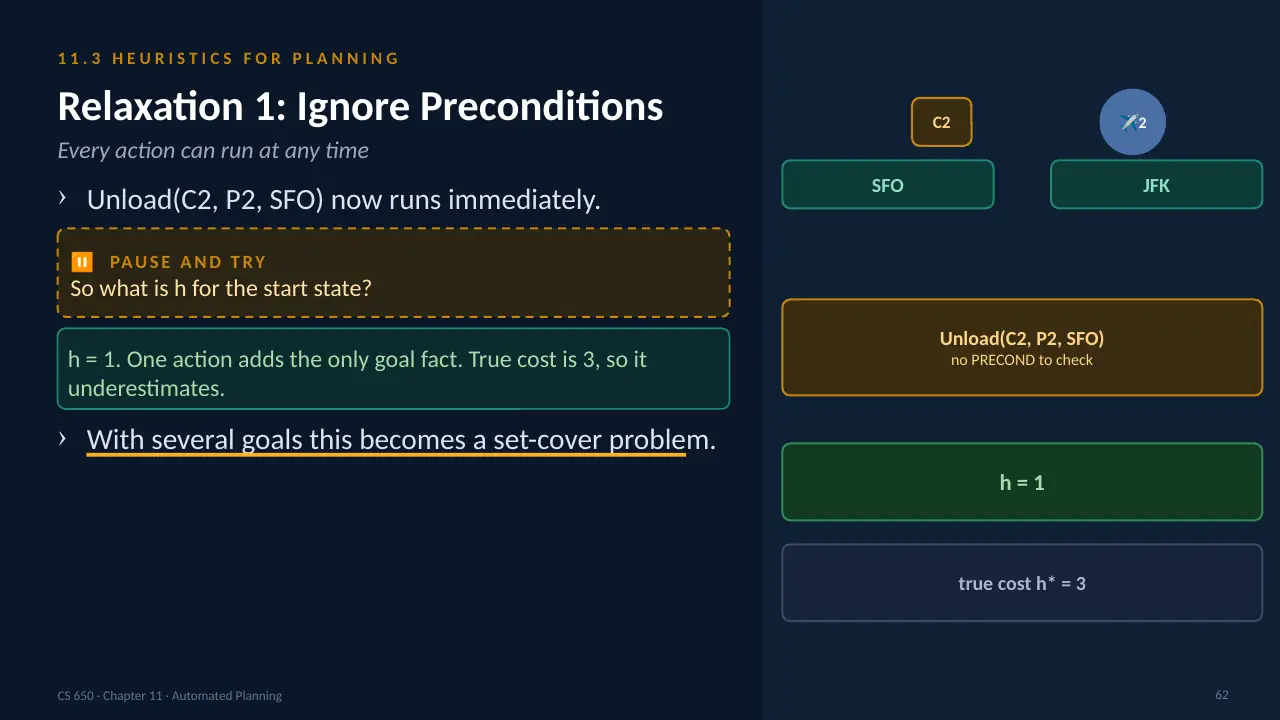 11.3 HEURISTICS FOR PLANNING
Relaxation 1: Ignore Preconditions
Every action can run at any time
› Unload(C2, P2, SFO) now runs immediately.
⏸ PAUSE AND TRY
So what is h for the start state?
h = 1. One action adds the only goal fact. True cost is 3, so it
underestimates.
› With several goals this becomes a set-cover problem.
C2
✈2
SFO
JFK
Unload(C2, P2, SFO)
no PRECOND to check
h = 1
true cost h* = 3
CS 650 · Chapter 11 · Automated Planning
62